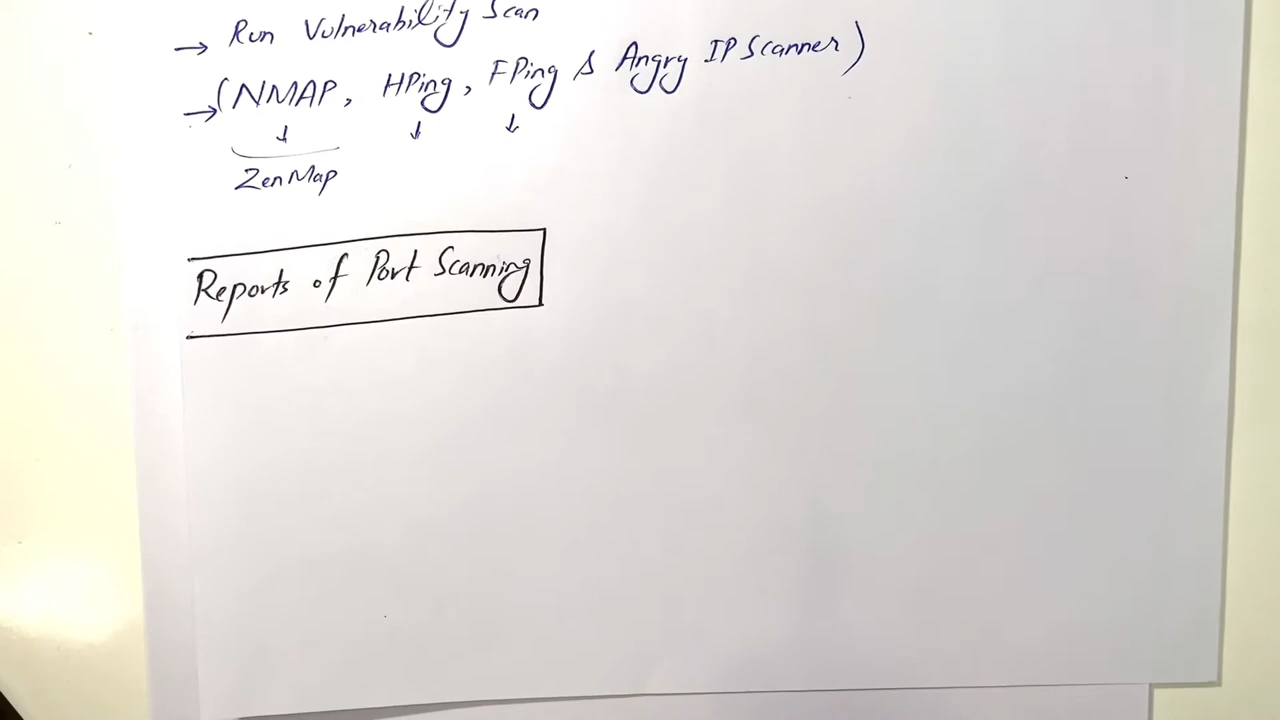 → Run Vulnerability Scan
→ (NMAP, HPing, FPing & Angry IP Scanner)
↓ ↓ ↓
ZenMap
Reports of Port Scanning